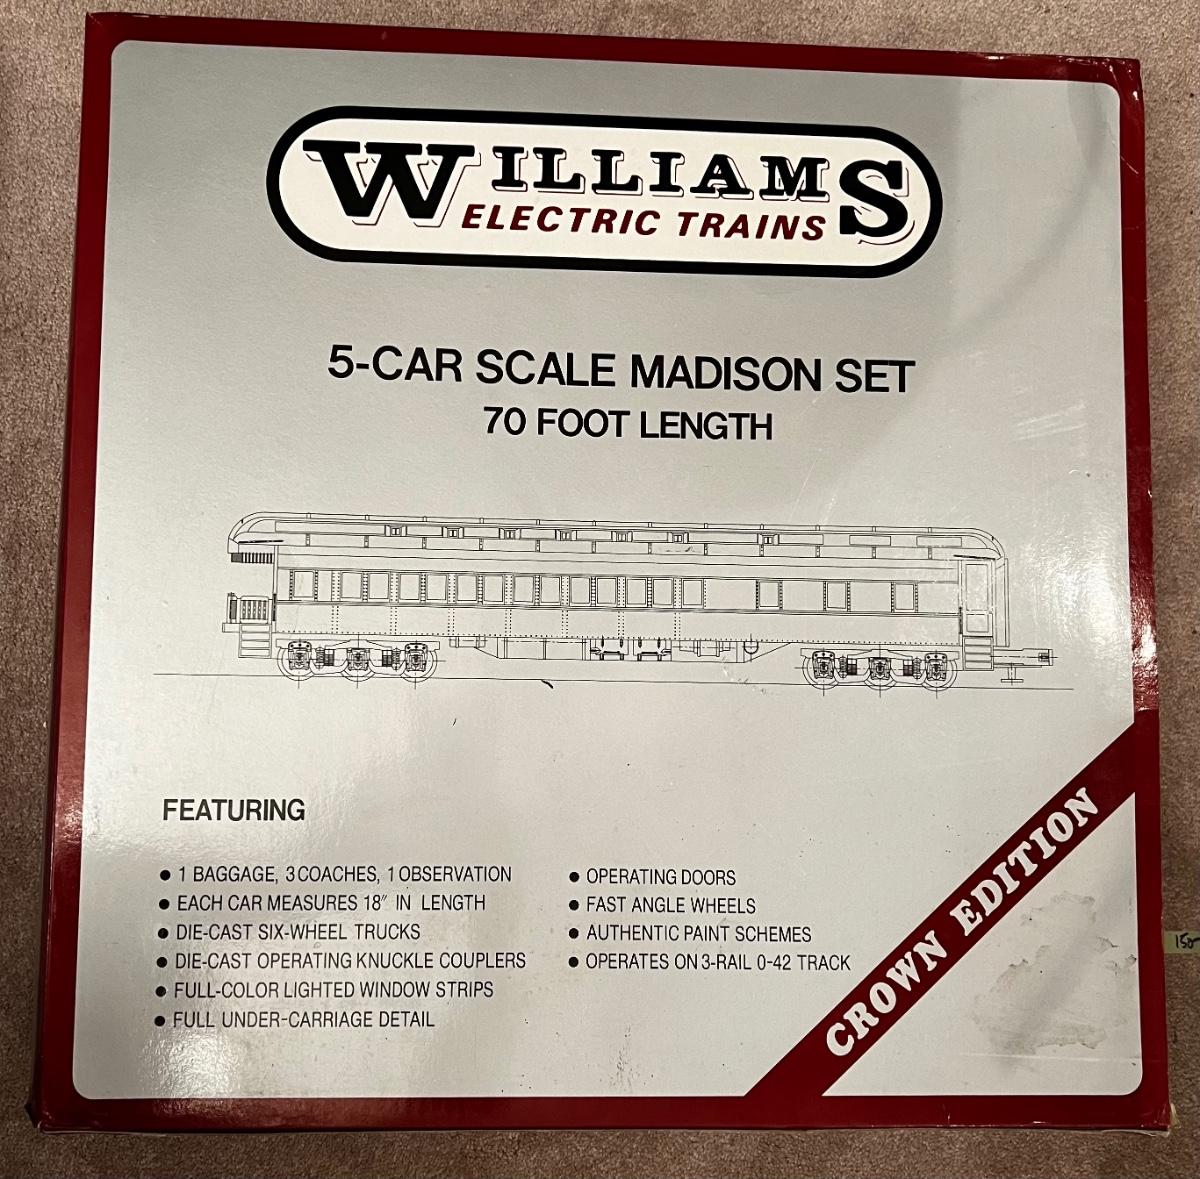 WILLIAMS
ELECTRIC TRAINS
5-CAR SCALE MADISON SET
70 FOOT LENGTH
FEATURING
● 1 BAGGAGE, 3 COACHES, 1 OBSERVATION
● EACH CAR MEASURES 18″ IN LENGTH
● DIE-CAST SIX-WHEEL TRUCKS
● DIE-CAST OPERATING KNUCKLE COUPLERS
● FULL-COLOR LIGHTED WINDOW STRIPS
● FULL UNDER-CARRIAGE DETAIL
● OPERATING DOORS
● FAST ANGLE WHEELS
● AUTHENTIC PAINT SCHEMES
● OPERATES ON 3-RAIL 0-42 TRACK
CROWN EDITION
150-